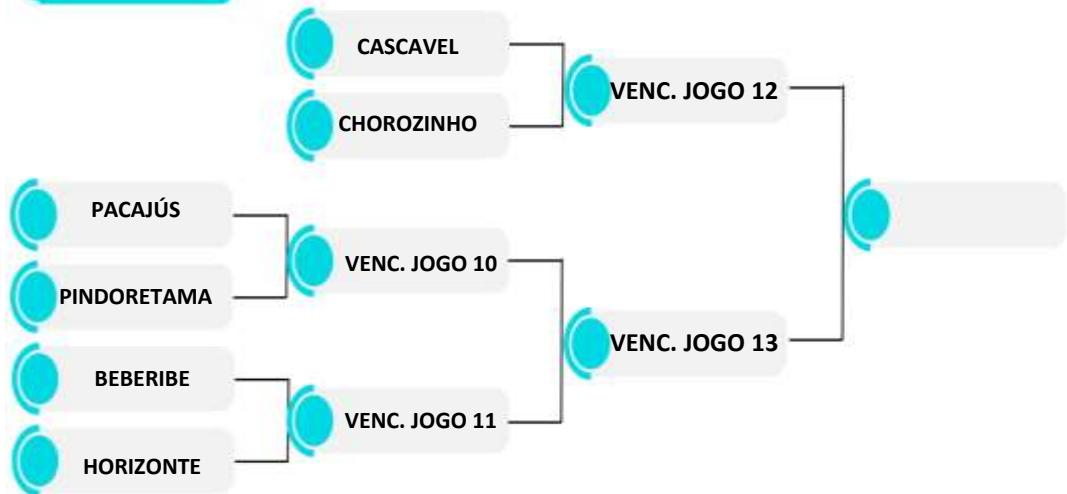 CASCAVEL
VENC. JOGO 12
CHOROZINHO
PACAJÚS
VENC. JOGO 10
PINDORETAMA
VENC. JOGO 13
BEBERIBE
VENC. JOGO 11
HORIZONTE